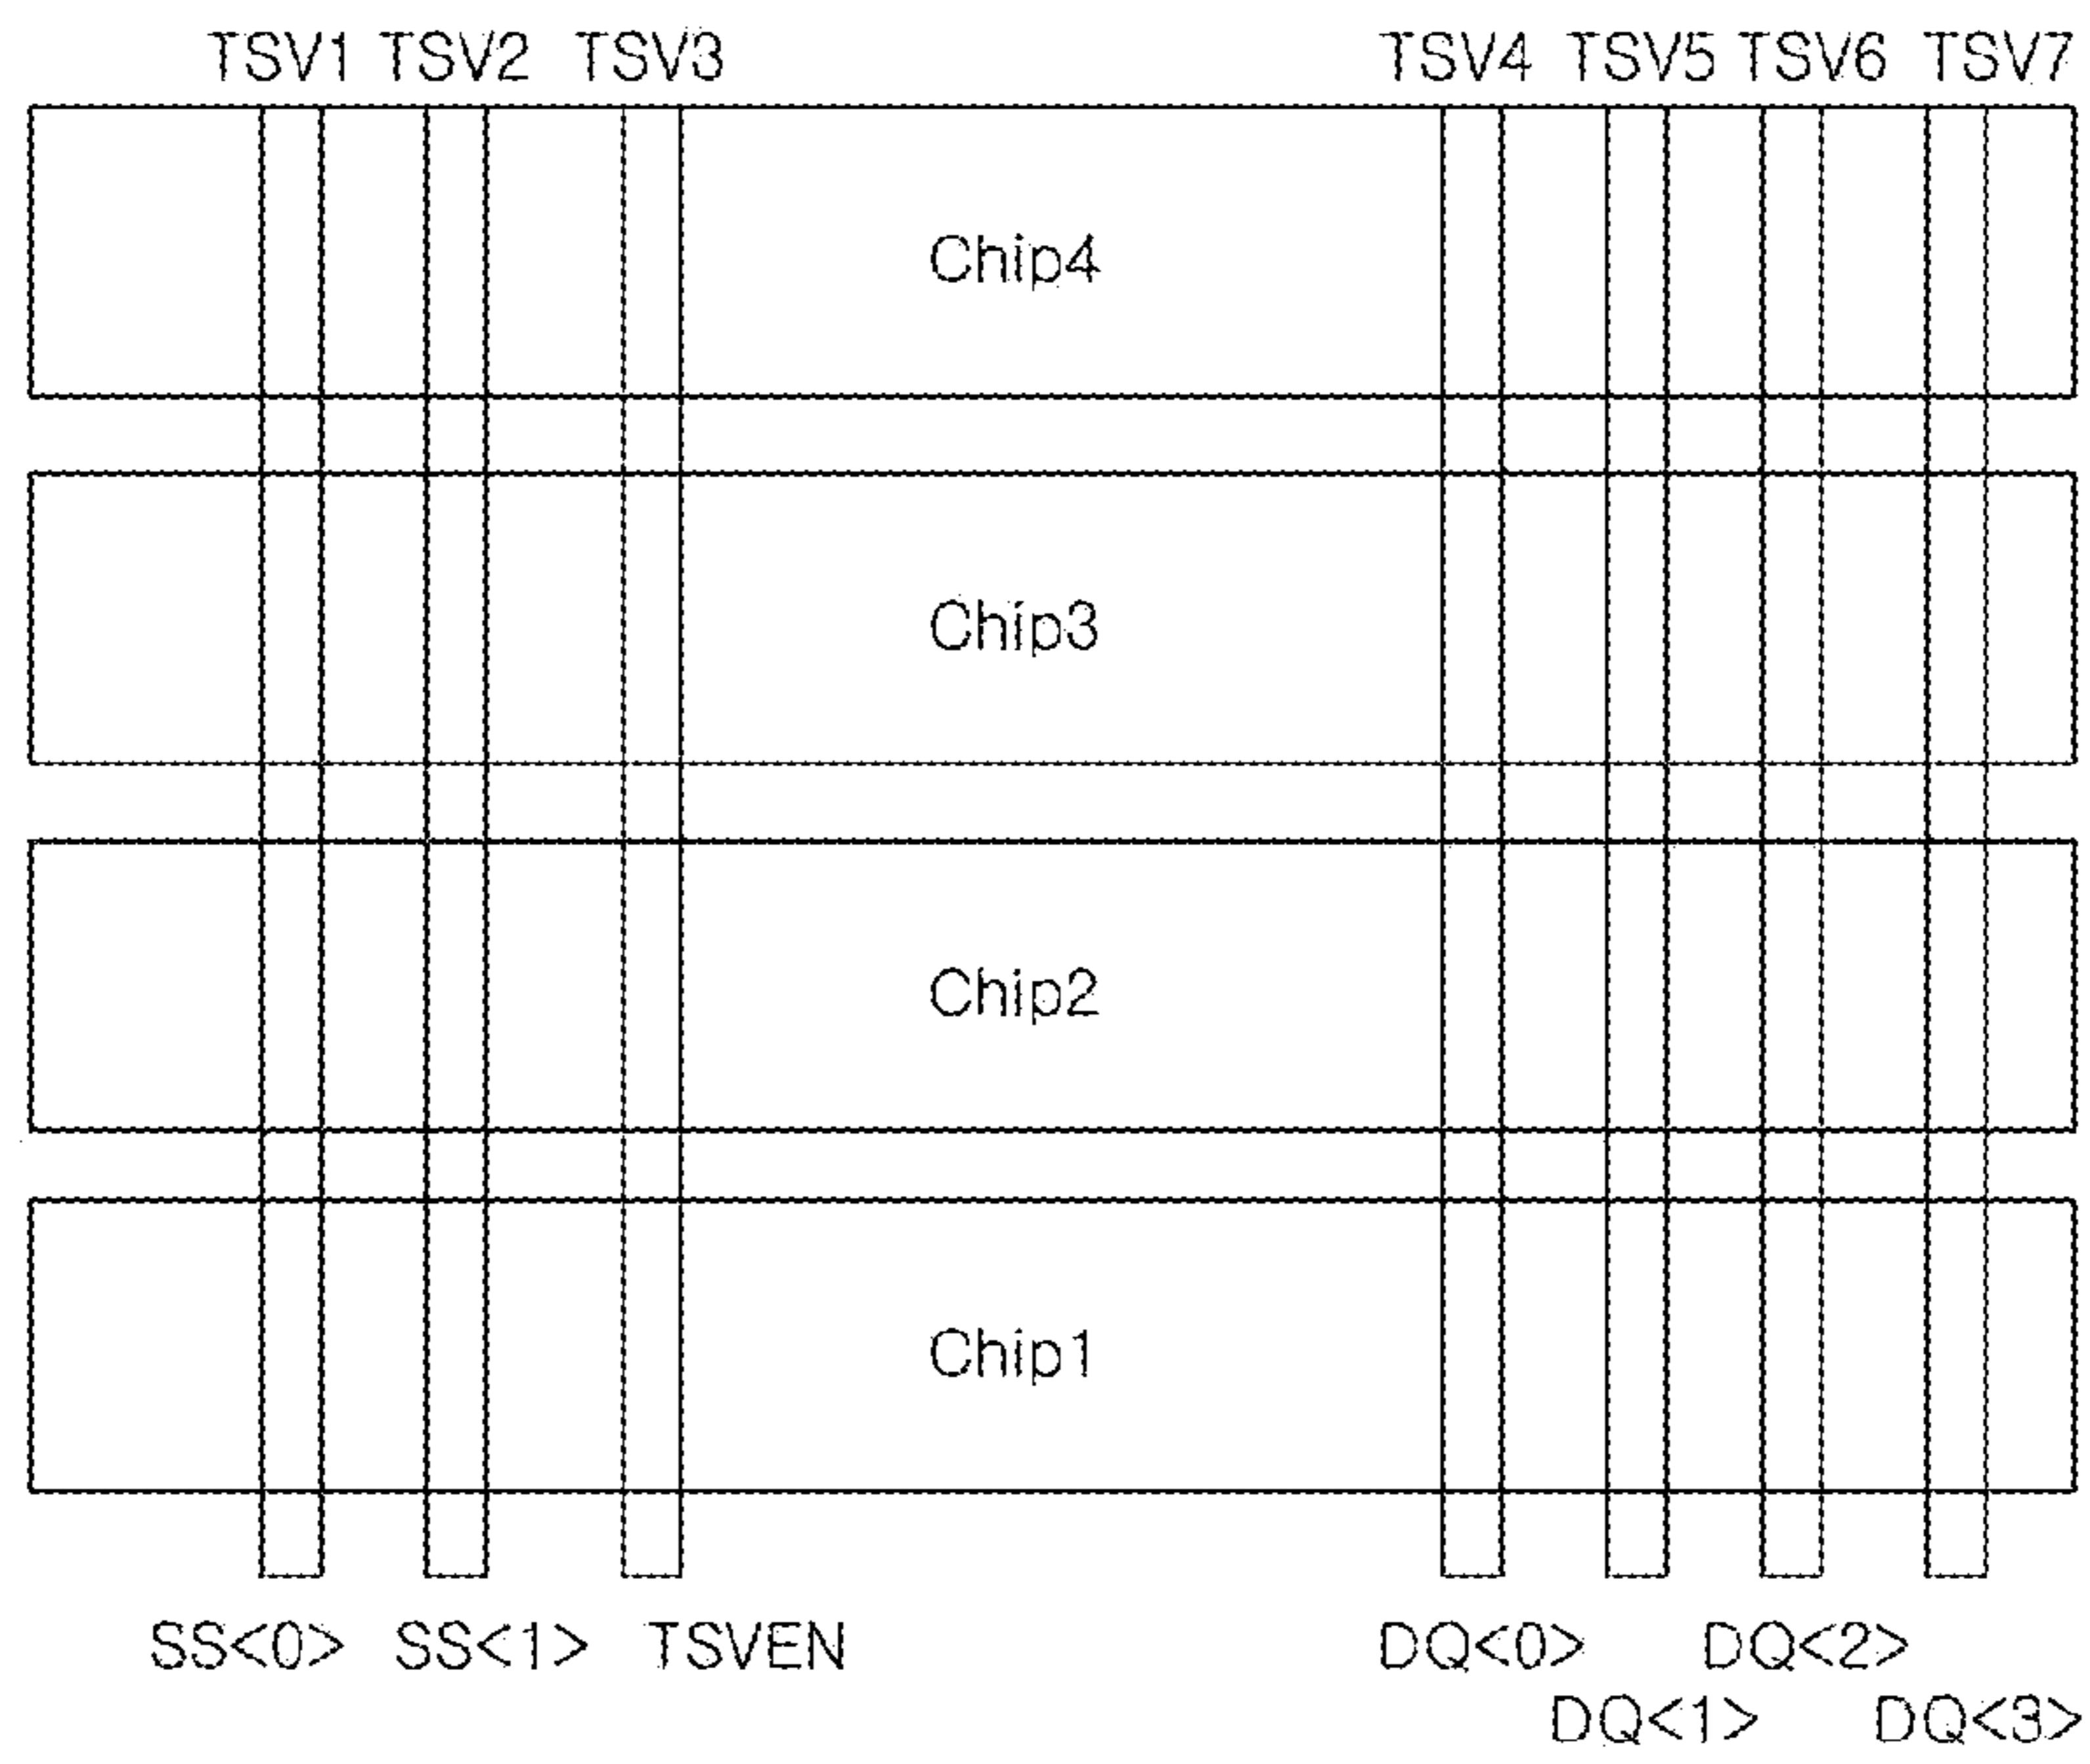 TSV1 TSV2 TSV3 TSV4 TSV5 TSV6 TSV7
Chip4
Chip3
Chip2
Chip1
SS<0> SS<1> TSVEN DQ<0> DQ<2>
DQ<1> DQ<3>